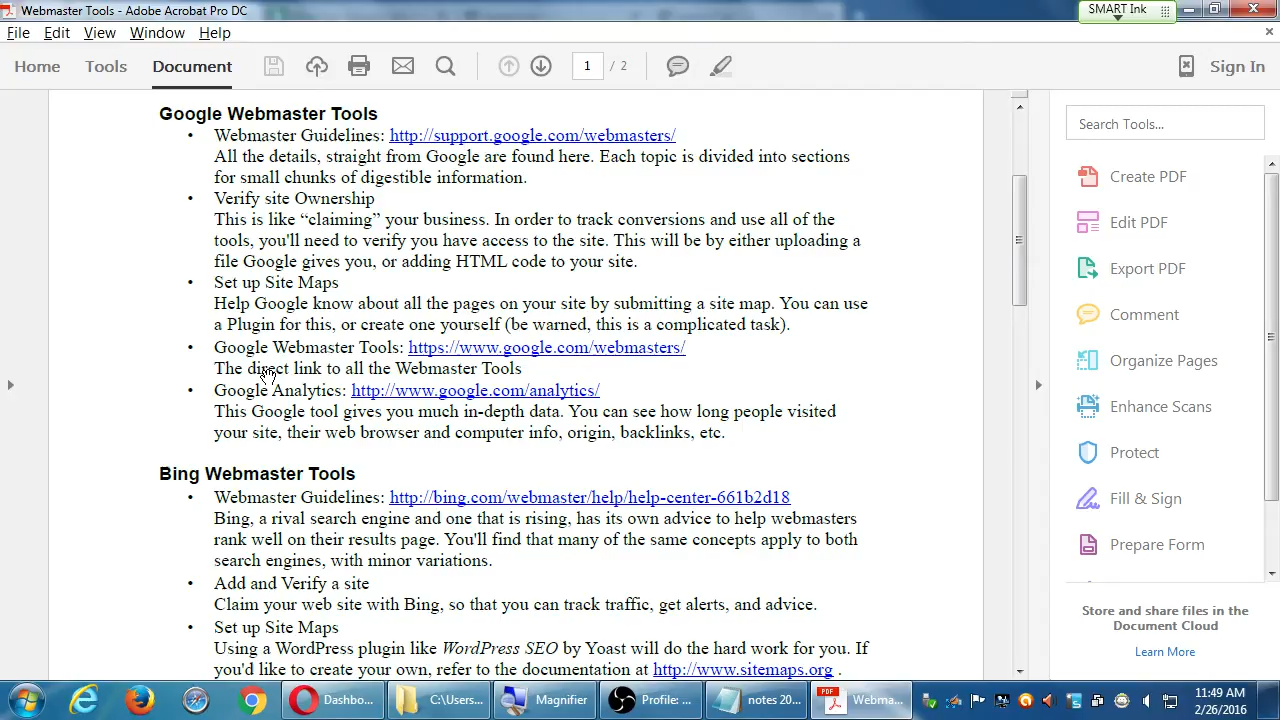 Webmaster Tools - Adobe Acrobat Pro DC
SMART Ink
File Edit View Window Help
Home Tools Document 1 / 2 Sign In
Google Webmaster Tools
• Webmaster Guidelines: http://support.google.com/webmasters/
All the details, straight from Google are found here. Each topic is divided into sections
for small chunks of digestible information.
• Verify site Ownership
This is like “claiming” your business. In order to track conversions and use all of the
tools, you'll need to verify you have access to the site. This will be by either uploading a
file Google gives you, or adding HTML code to your site.
• Set up Site Maps
Help Google know about all the pages on your site by submitting a site map. You can use
a Plugin for this, or create one yourself (be warned, this is a complicated task).
• Google Webmaster Tools: https://www.google.com/webmasters/
The direct link to all the Webmaster Tools
• Google Analytics: http://www.google.com/analytics/
This Google tool gives you much in-depth data. You can see how long people visited
your site, their web browser and computer info, origin, backlinks, etc.
Bing Webmaster Tools
• Webmaster Guidelines: http://bing.com/webmaster/help/help-center-661b2d18
Bing, a rival search engine and one that is rising, has its own advice to help webmasters
rank well on their results page. You'll find that many of the same concepts apply to both
search engines, with minor variations.
• Add and Verify a site
Claim your web site with Bing, so that you can track traffic, get alerts, and advice.
• Set up Site Maps
Using a WordPress plugin like WordPress SEO by Yoast will do the hard work for you. If
you'd like to create your own, refer to the documentation at http://www.sitemaps.org .
Search Tools...
Create PDF
Edit PDF
Export PDF
Comment
Organize Pages
Enhance Scans
Protect
Fill & Sign
Prepare Form
Store and share files in the
Document Cloud
Learn More
Dashbo... C:\Users... Magnifier Profile: ... notes 20... PDF Webma...
11:49 AM
2/26/2016